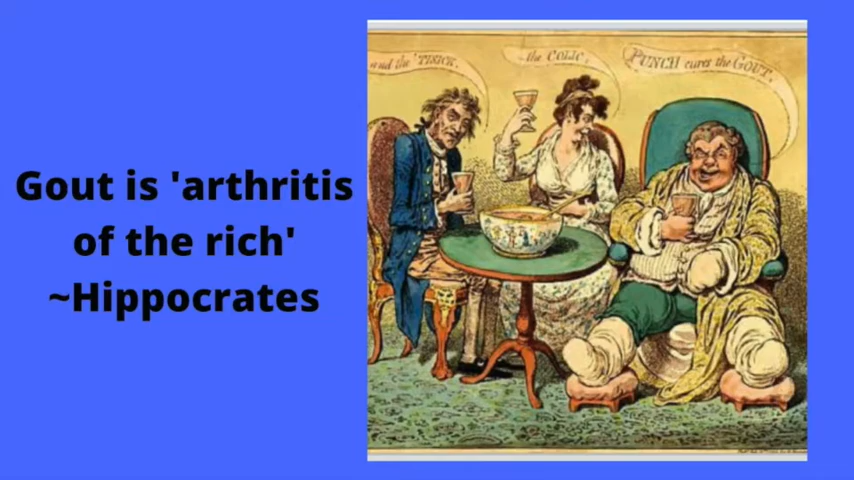 Gout is 'arthritis
of the rich'
~Hippocrates
and the 'TISICK.
the COLIC,
PUNCH cures the GOUT,